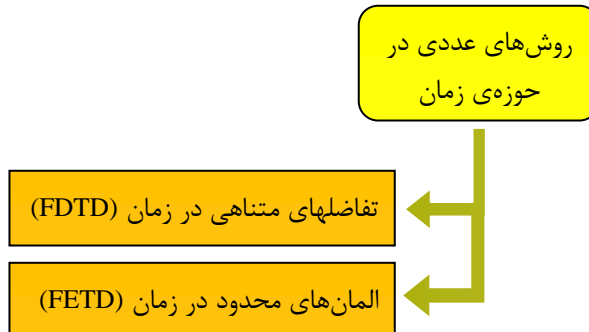 روش‌های عددی در
حوزه‌ی زمان
تفاضلهای متناهی در زمان (FDTD)
المان‌های محدود در زمان (FETD)